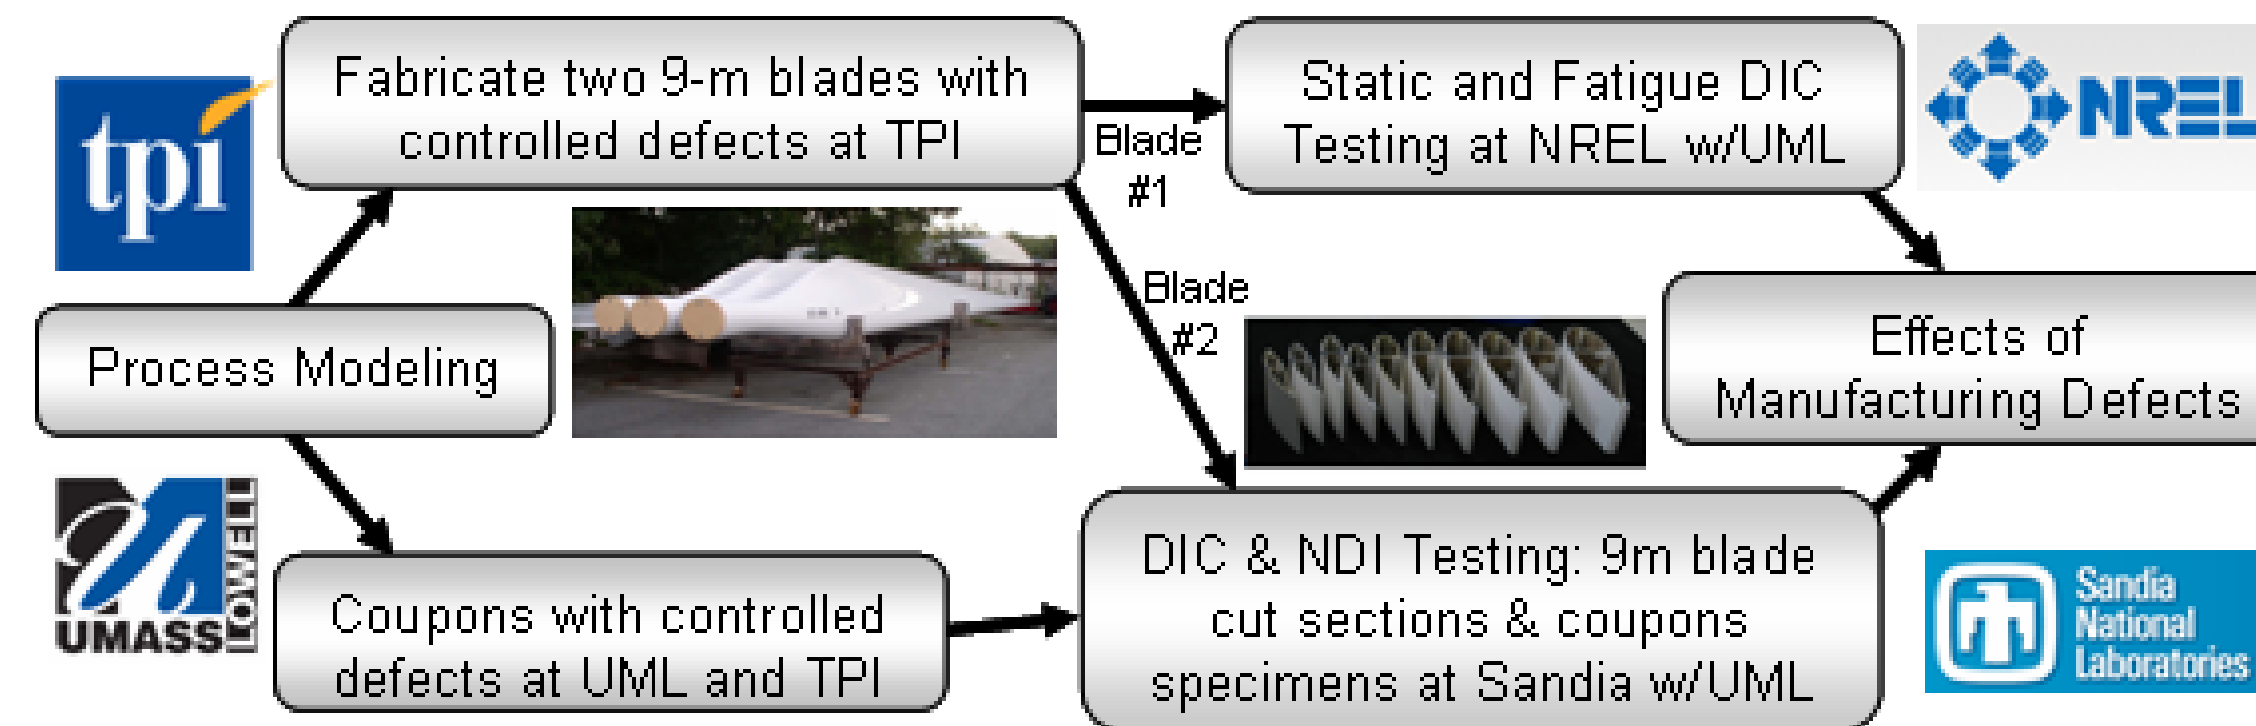 tpi
Fabricate two 9-m blades with
controlled defects at TPI
Blade
#1
Static and Fatigue DIC
Testing at NREL w/UML
NREL
Process Modeling
Blade
#2
Effects of
Manufacturing Defects
UMASS
LOWELL
Coupons with controlled
defects at UML and TPI
DIC & NDI Testing: 9m blade
cut sections & coupons
specimens at Sandia w/UML
Sandia
National
Laboratories